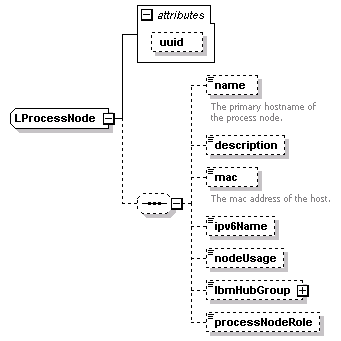 attributes
uuid
LProcessNode
name
The primary hostname of
the process node.
description
mac
The mac address of the host.
ipv6Name
nodeUsage
lbmHubGroup
processNodeRole